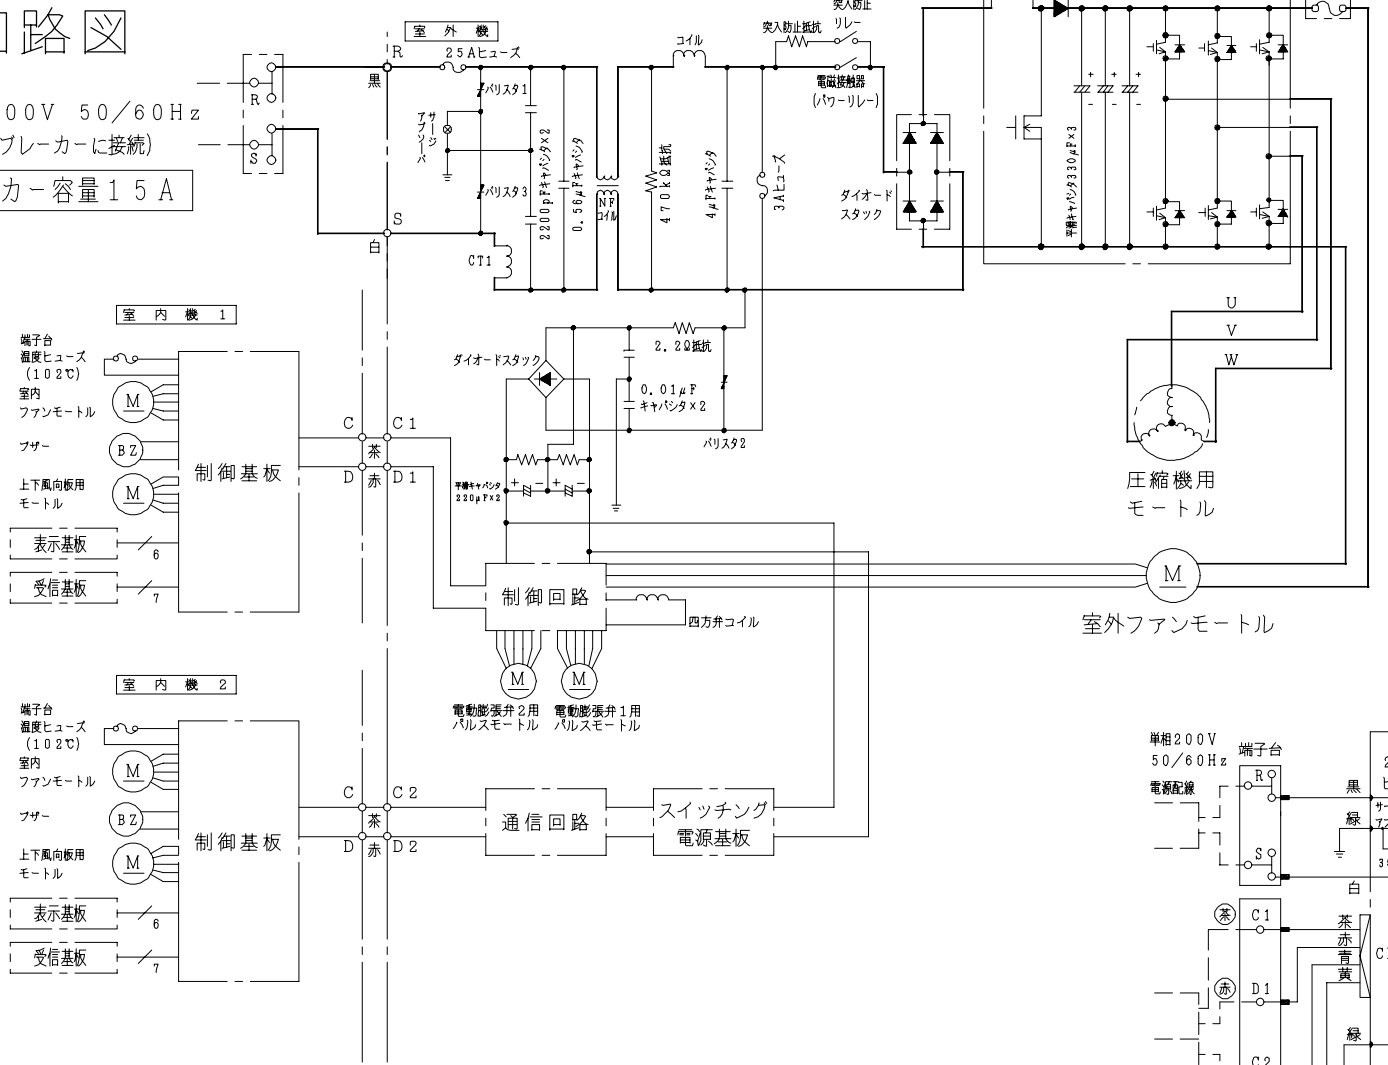 回路図
00V 50/60Hz
ブレーカーに接続)
カー容量15A
R
S
室外機
R
黒
25Aヒューズ
バリスタ1
サージ
アブソーバ
バリスタ3
2200pFキャパシタ×2
0.56μFキャパシタ
NF
コイル
S
白
CT1
470kΩ抵抗
コイル
4μFキャパシタ
3Aヒューズ
突入防止抵抗
突入防止
リレー
電磁接触器
(パワーリレー)
ダイオード
スタック
平滑キャパシタ330μF×3
+
-
+
-
+
-
U
V
W
圧縮機用
モートル
M
室外ファンモートル
ダイオードスタック
2.2Ω抵抗
0.01μF
キャパシタ×2
バリスタ2
平滑キャパシタ
220μF×2
+
-
+
-
制御回路
四方弁コイル
M
M
電動膨張弁2用
パルスモートル
電動膨張弁1用
パルスモートル
室内機1
端子台
温度ヒューズ
(102℃)
室内
ファンモートル
M
ブザー
BZ
上下風向板用
モートル
M
表示基板
6
受信基板
7
制御基板
C
C1
茶
D
赤
D1
室内機2
端子台
温度ヒューズ
(102℃)
室内
ファンモートル
M
ブザー
BZ
上下風向板用
モートル
M
表示基板
6
受信基板
7
制御基板
C
C2
茶
D
赤
D2
通信回路
スイッチング
電源基板
単相200V
50/60Hz
電源配線
端子台
R
黒
緑
S
白
茶
C1
茶
赤
青
黄
赤
D1
緑
C2